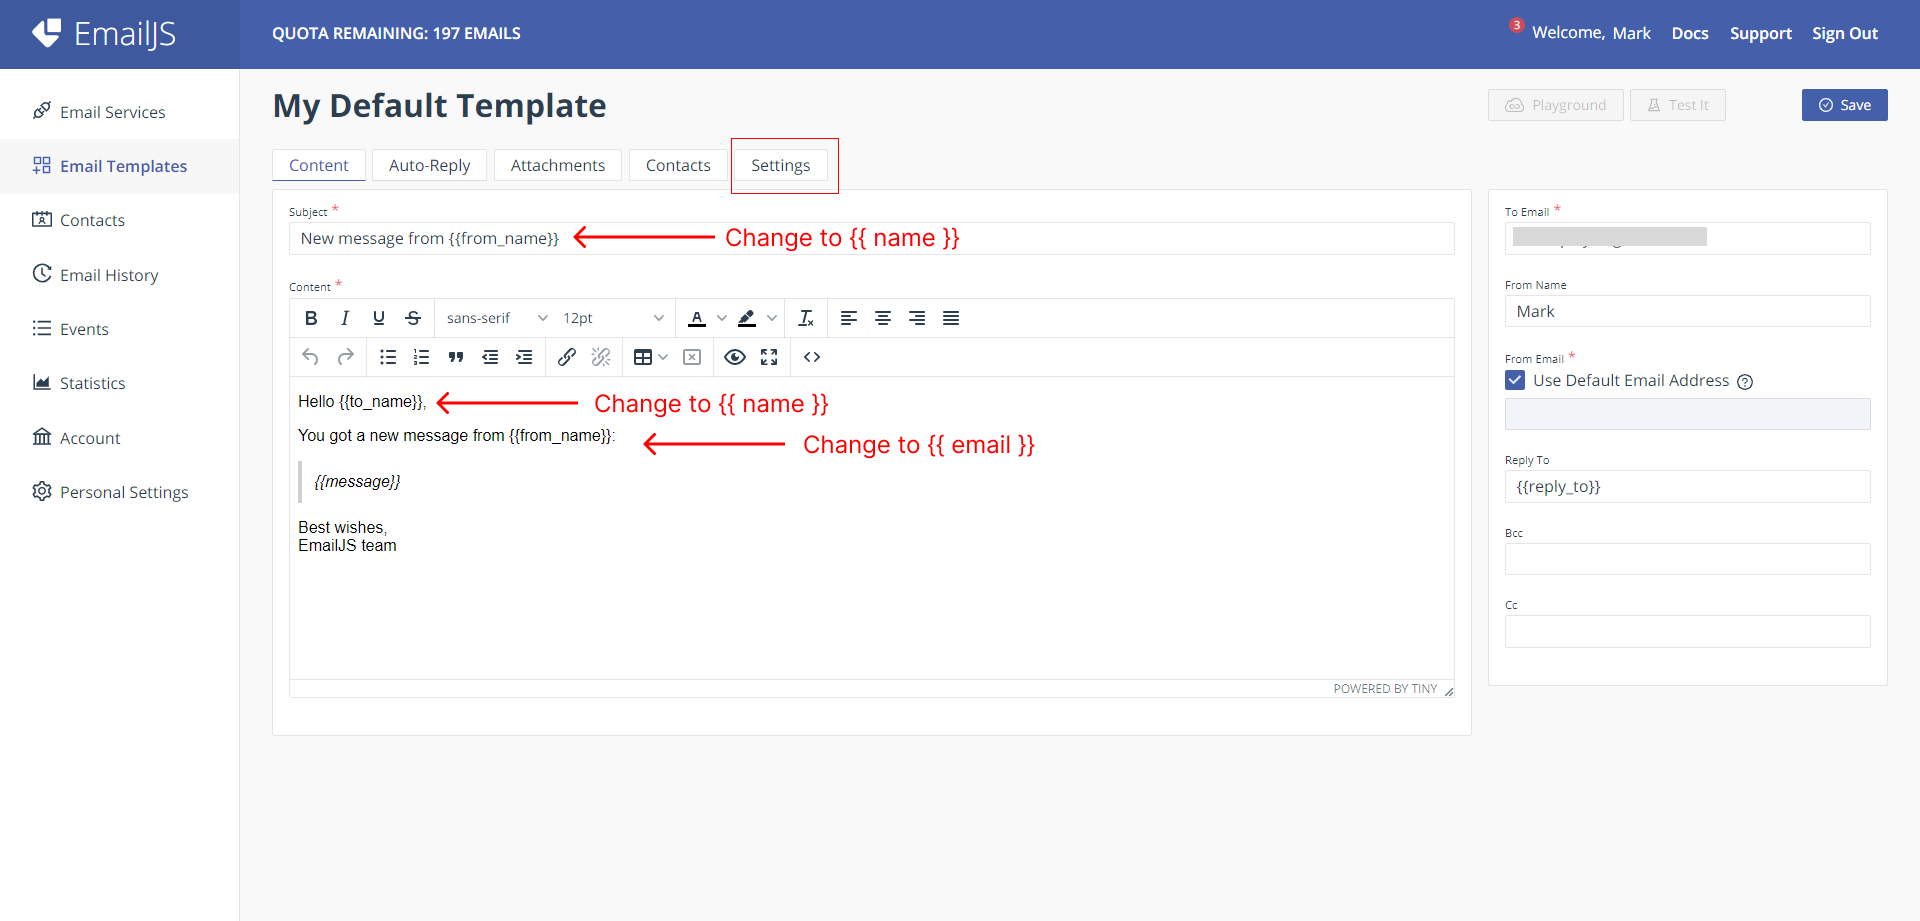 EmailJS
QUOTA REMAINING: 197 EMAILS
3
Welcome, Mark
Docs
Support
Sign Out
Email Services
Email Templates
Contacts
Email History
Events
Statistics
Account
Personal Settings
My Default Template
Playground
Test It
Save
Content
Auto-Reply
Attachments
Contacts
Settings
Subject *
New message from {{from_name}}
Change to {{ name }}
Content *
B I U S sans-serif 12pt A
Hello {{to_name}},
Change to {{ name }}
You got a new message from {{from_name}}:
Change to {{ email }}
{{message}}
Best wishes,
EmailJS team
POWERED BY TINY
To Email *
From Name
Mark
From Email *
Use Default Email Address
Reply To
{{reply_to}}
Bcc
Cc